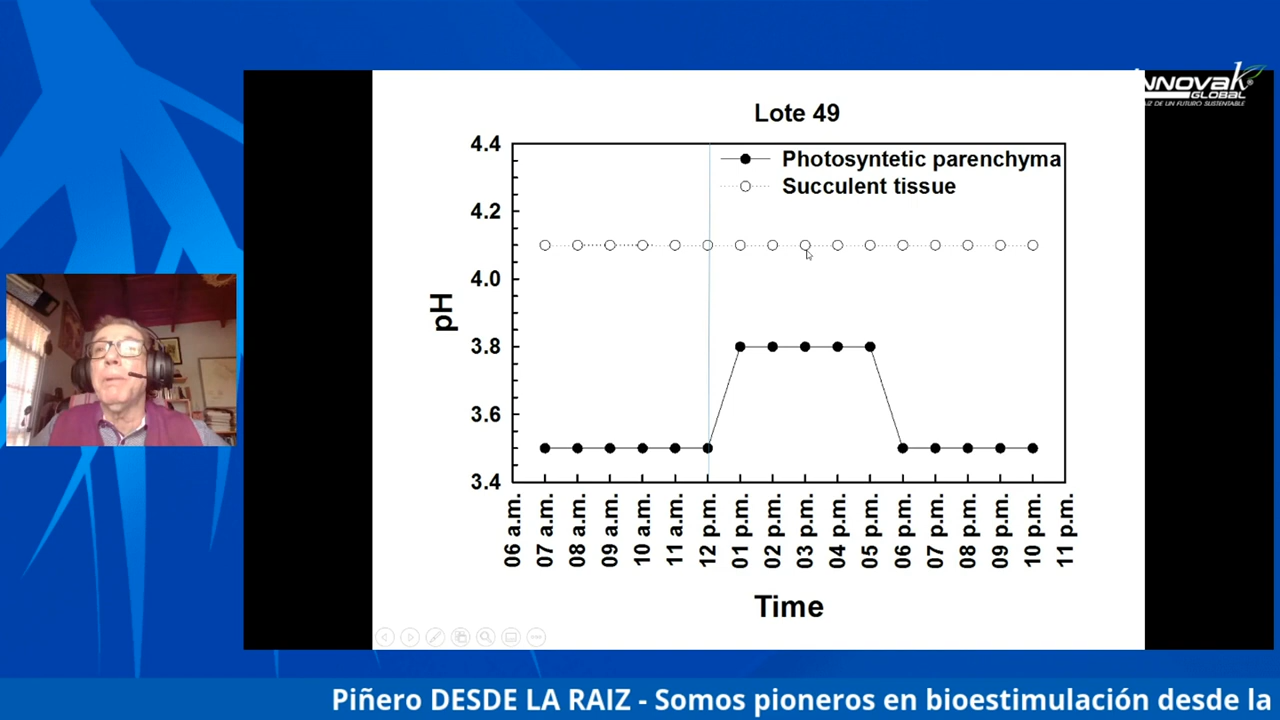 INNOVAK
GLOBAL
RAÍZ DE UN FUTURO SUSTENTABLE
Lote 49
Photosyntetic parenchyma
Succulent tissue
4.4
4.2
4.0
3.8
3.6
3.4
pH
06 a.m.
07 a.m.
08 a.m.
09 a.m.
10 a.m.
11 a.m.
12 p.m.
01 p.m.
02 p.m.
03 p.m.
04 p.m.
05 p.m.
06 p.m.
07 p.m.
08 p.m.
09 p.m.
10 p.m.
11 p.m.
Time
Piñero DESDE LA RAIZ - Somos pioneros en bioestimulación desde la